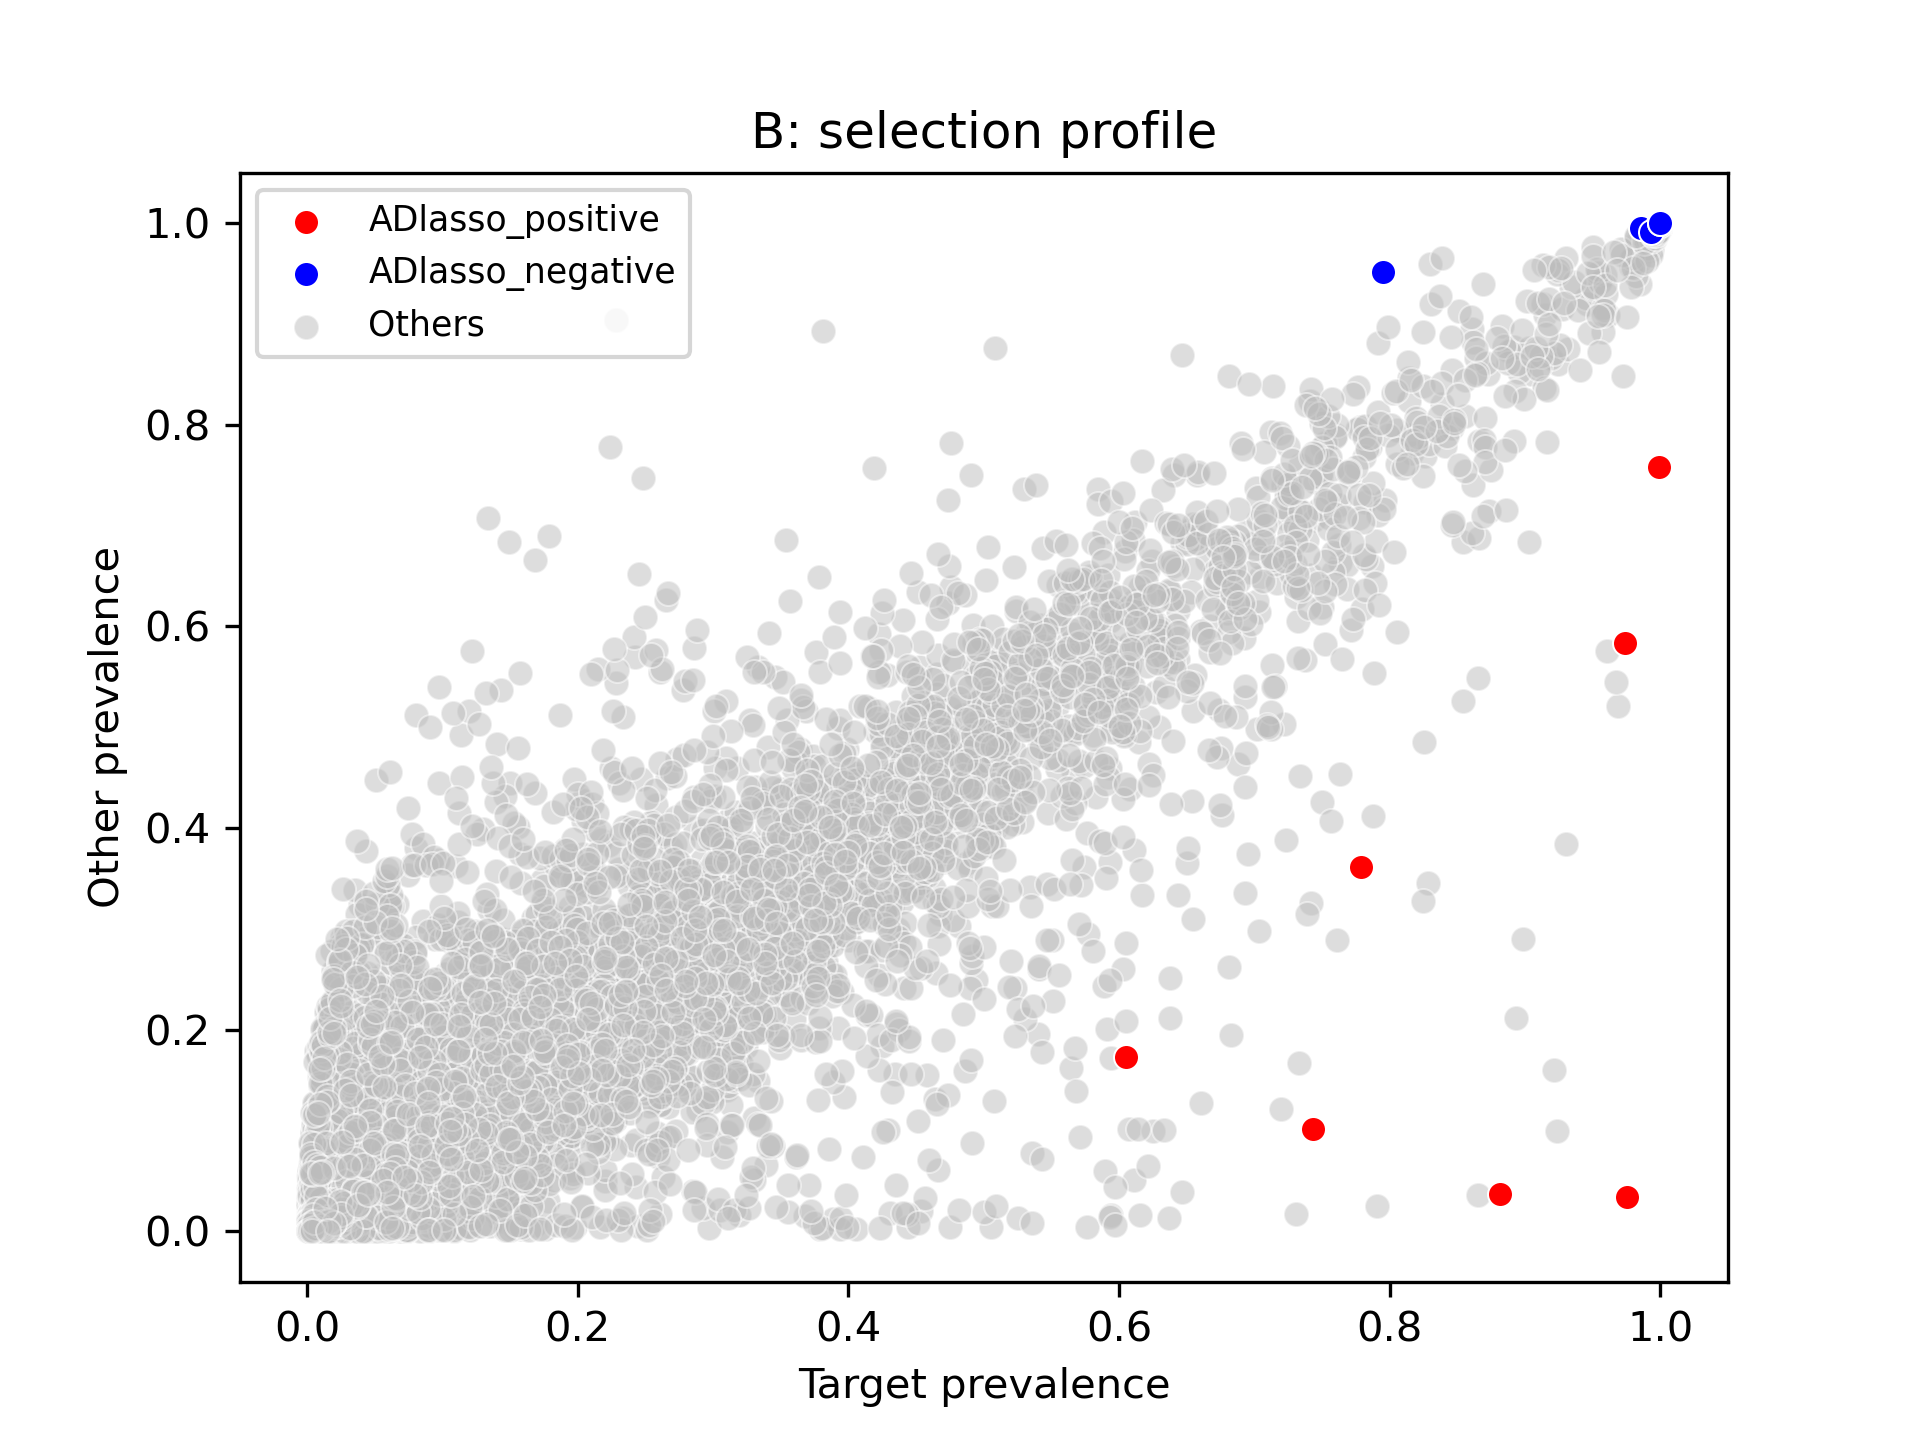 B: selection profile
ADlasso_positive
ADlasso_negative
Others
1.0
0.8
0.6
0.4
0.2
0.0
Other prevalence
0.0 0.2 0.4 0.6 0.8 1.0
Target prevalence